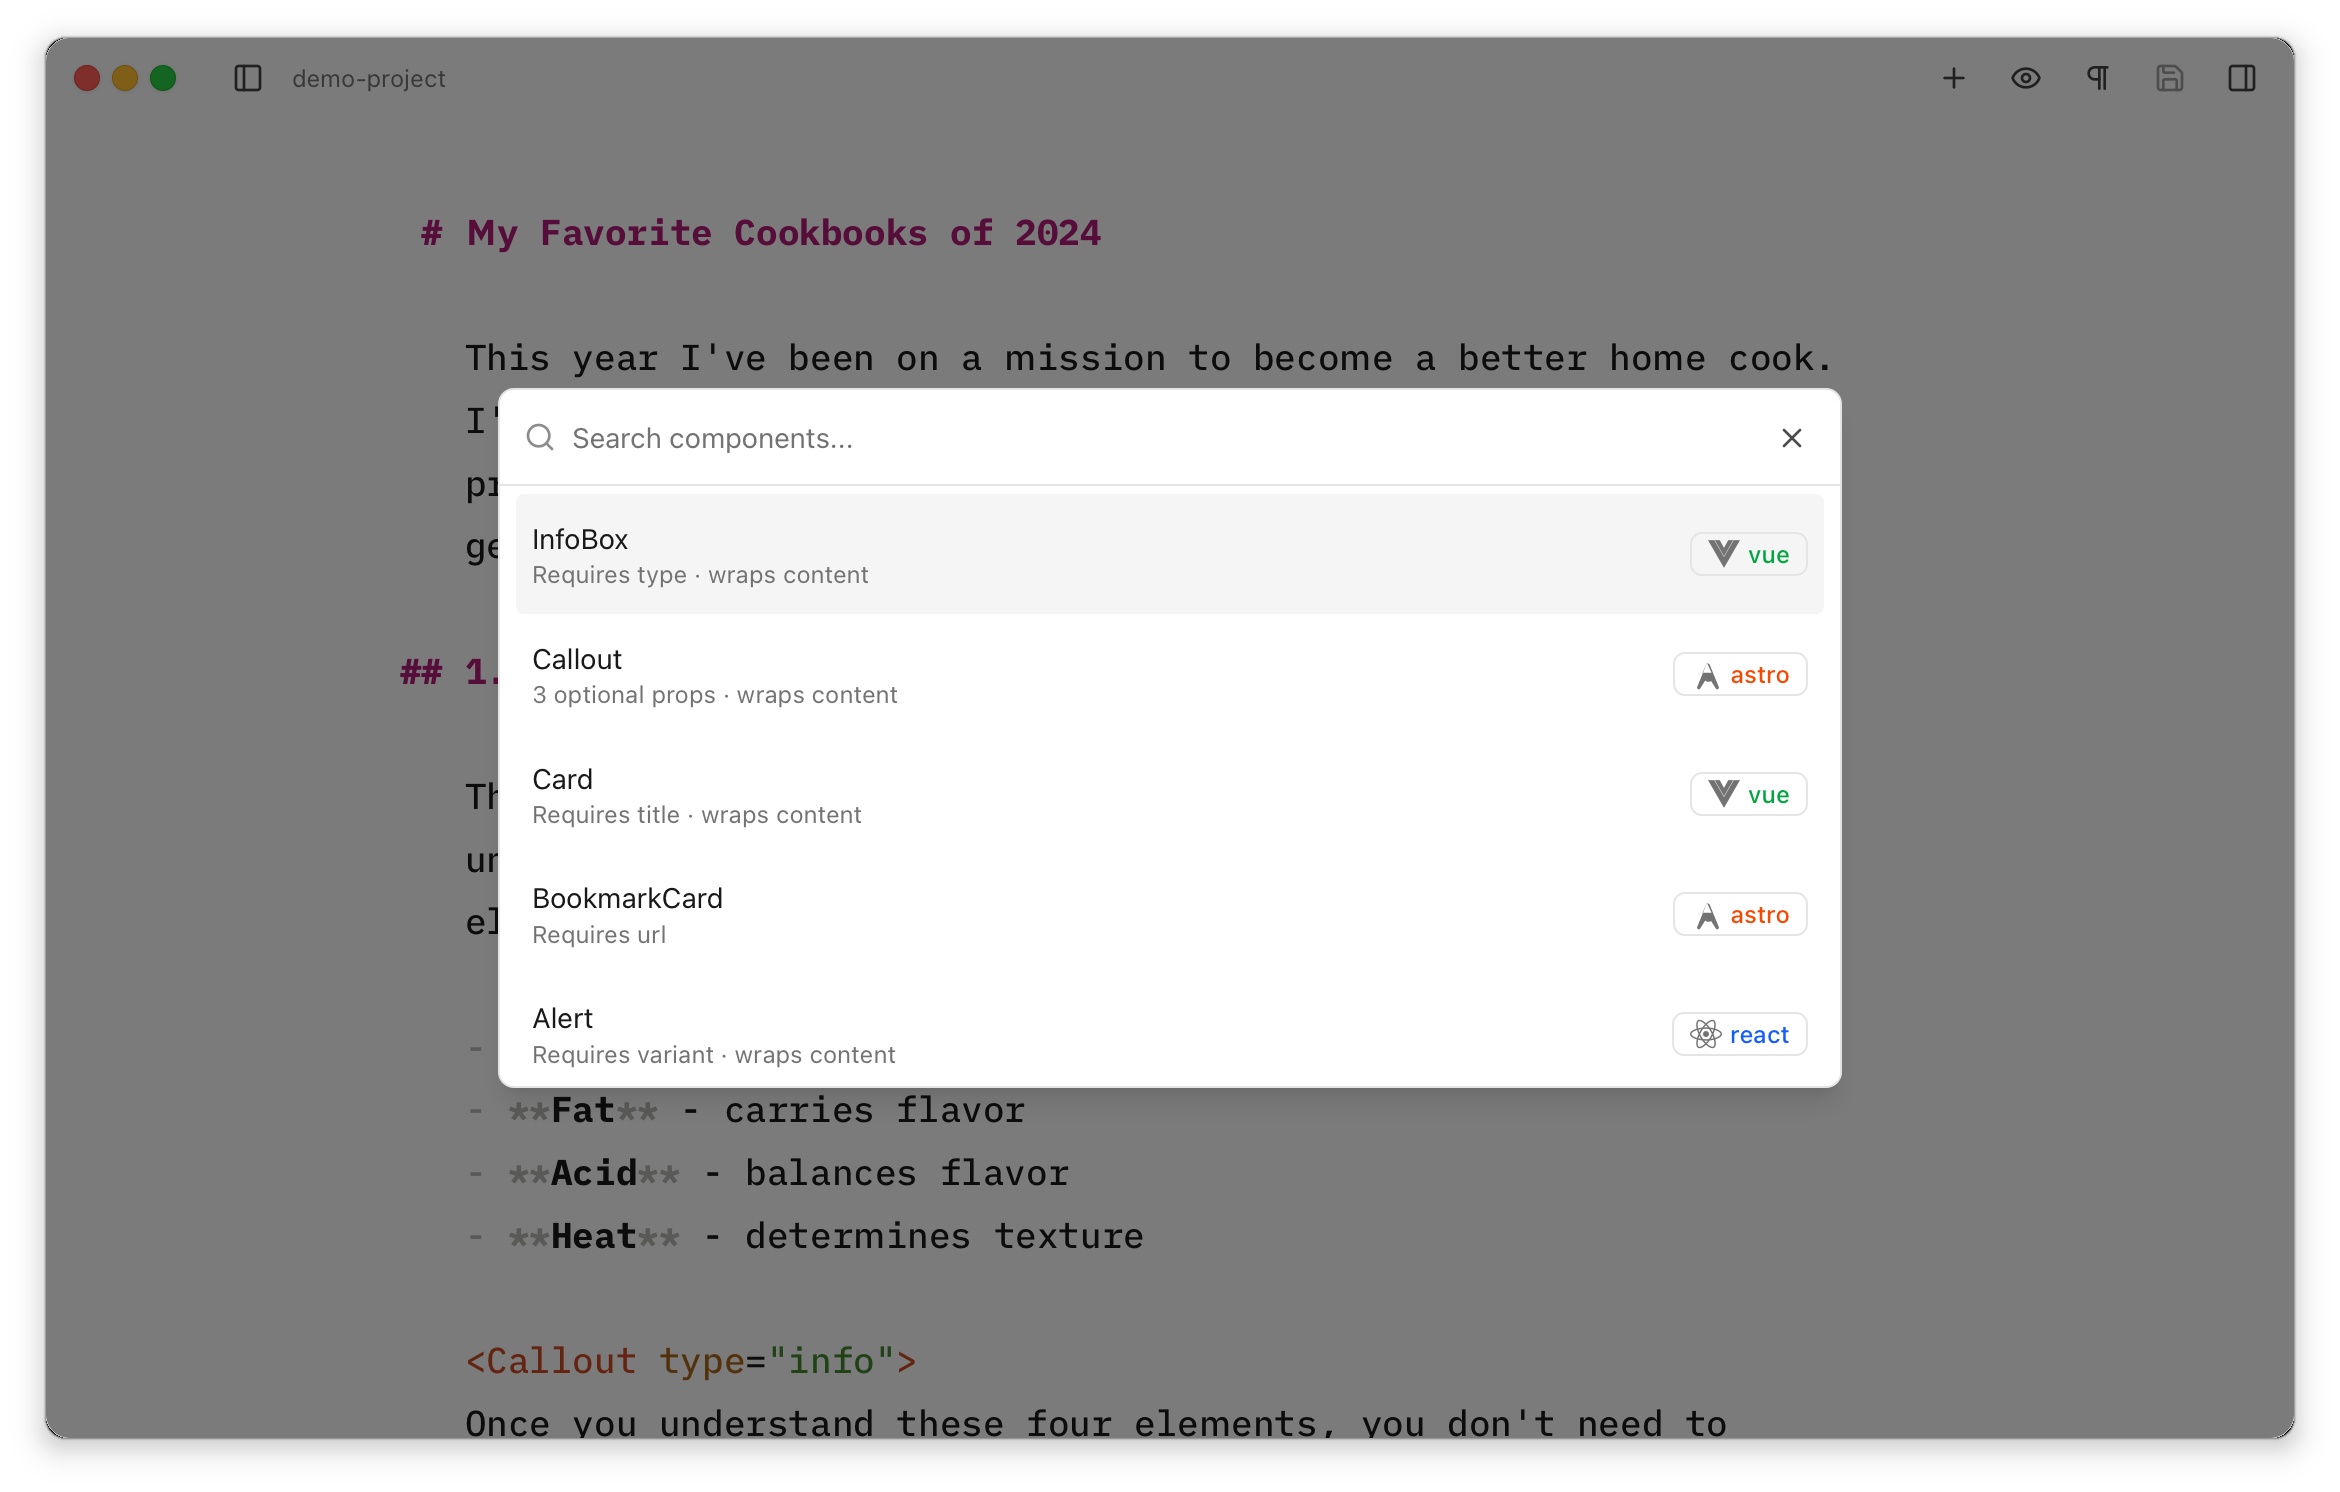 demo-project
# My Favorite Cookbooks of 2024
This year I've been on a mission to become a better home cook.
Search components...
InfoBox
Requires type · wraps content
vue
Callout
3 optional props · wraps content
astro
## 1.
Card
Requires title · wraps content
vue
BookmarkCard
Requires url
astro
Alert
Requires variant · wraps content
react
- **Fat** - carries flavor
- **Acid** - balances flavor
- **Heat** - determines texture
<Callout type="info">
Once you understand these four elements, you don't need to